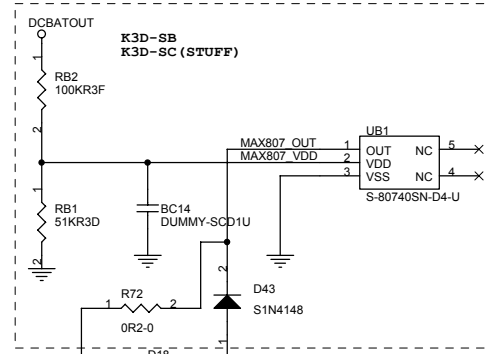 DCBATOUT
K3D-SB
K3D-SC(STUFF)
1
RB2
100KR3F
2
UB1
MAX807_OUT 1 OUT NC 5
MAX807_VDD 2 VDD
3 VSS NC 4
S-80740SN-D4-U
1
RB1
51KR3D
2
BC14
DUMMY-SCD1U
2
D43
S1N4148
1
R72
1 2
0R2-0